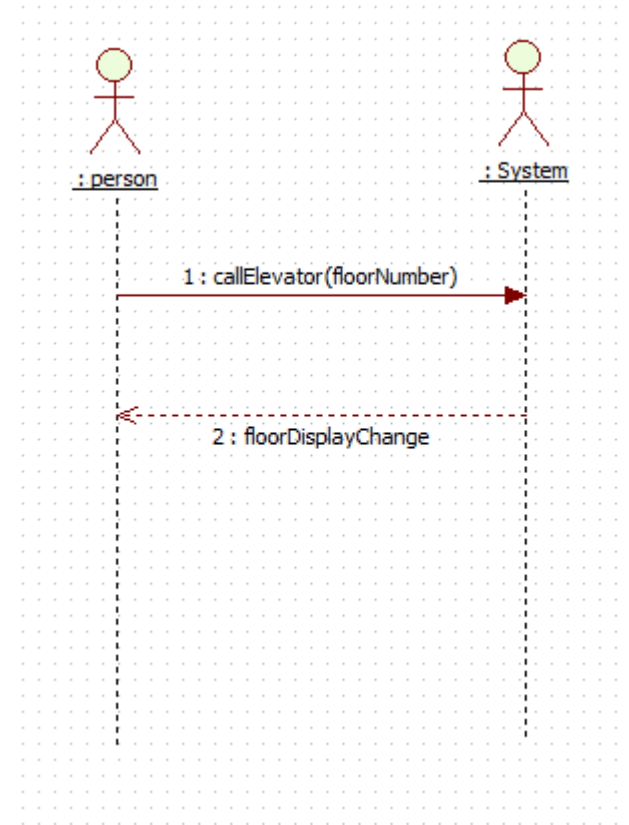 : person
: System
1 : callElevator(floorNumber)
2 : floorDisplayChange